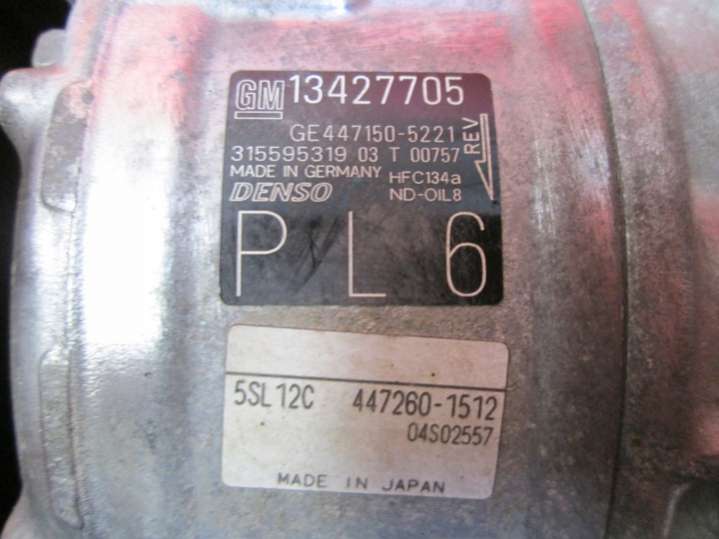 GM 13427705
GE447150-5221
REV
315595319 03 T 00757
MADE IN GERMANY HFC134a
DENSO ND-OIL8
P L 6
5SL12C 447260-1512
04S02557
MADE IN JAPAN